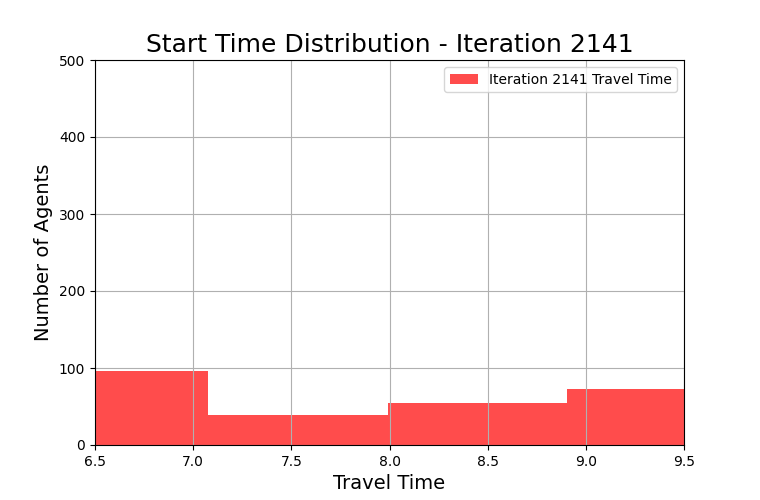 Start Time Distribution - Iteration 2141
Iteration 2141 Travel Time
Number of Agents
500
400
300
200
100
0
6.5 7.0 7.5 8.0 8.5 9.0 9.5
Travel Time